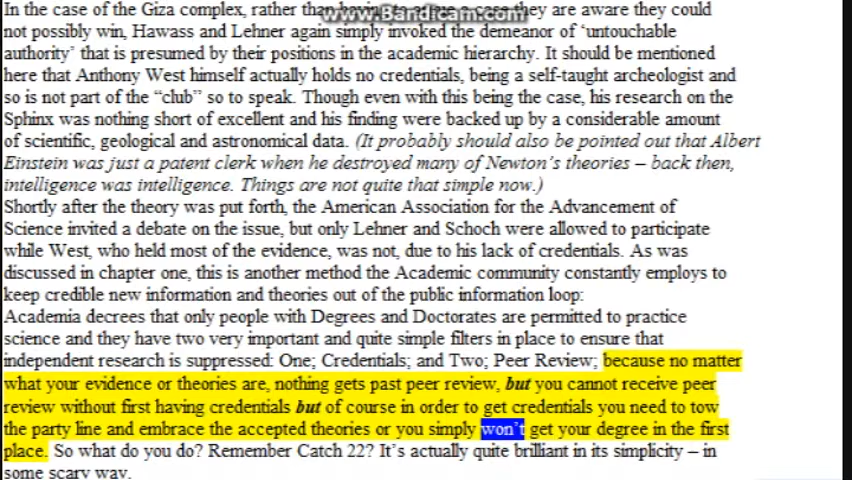 In the case of the Giza complex, rather than having to argue a case they are aware they could
www.Bandicam.com
not possibly win, Hawass and Lehner again simply invoked the demeanor of ‘untouchable
authority’ that is presumed by their positions in the academic hierarchy. It should be mentioned
here that Anthony West himself actually holds no credentials, being a self-taught archeologist and
so is not part of the “club” so to speak. Though even with this being the case, his research on the
Sphinx was nothing short of excellent and his finding were backed up by a considerable amount
of scientific, geological and astronomical data. (It probably should also be pointed out that Albert
Einstein was just a patent clerk when he destroyed many of Newton’s theories – back then,
intelligence was intelligence. Things are not quite that simple now.)
Shortly after the theory was put forth, the American Association for the Advancement of
Science invited a debate on the issue, but only Lehner and Schoch were allowed to participate
while West, who held most of the evidence, was not, due to his lack of credentials. As was
discussed in chapter one, this is another method the Academic community constantly employs to
keep credible new information and theories out of the public information loop:
Academia decrees that only people with Degrees and Doctorates are permitted to practice
science and they have two very important and quite simple filters in place to ensure that
independent research is suppressed: One; Credentials; and Two; Peer Review; because no matter
what your evidence or theories are, nothing gets past peer review, but you cannot receive peer
review without first having credentials but of course in order to get credentials you need to tow
the party line and embrace the accepted theories or you simply won’t get your degree in the first
place. So what do you do? Remember Catch 22? It’s actually quite brilliant in its simplicity – in
some scary way.